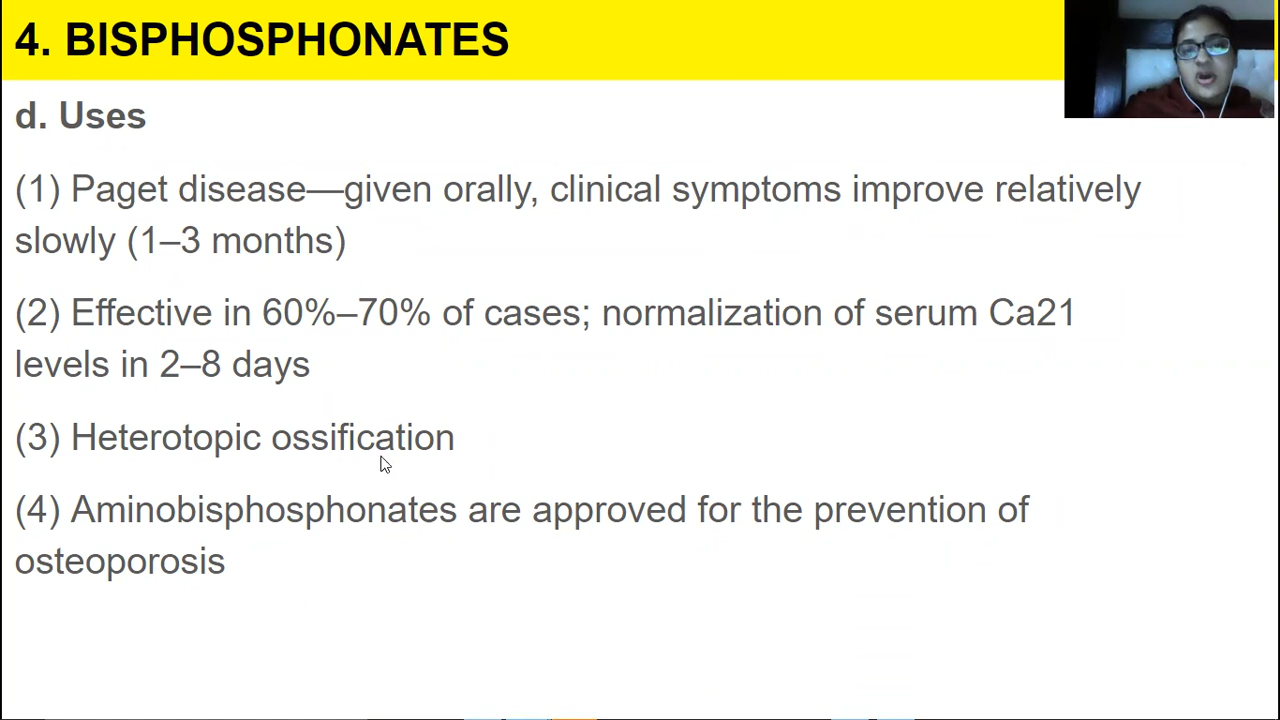 4. BISPHOSPHONATES
d. Uses
(1) Paget disease—given orally, clinical symptoms improve relatively
slowly (1–3 months)
(2) Effective in 60%–70% of cases; normalization of serum Ca21
levels in 2–8 days
(3) Heterotopic ossification
(4) Aminobisphosphonates are approved for the prevention of
osteoporosis